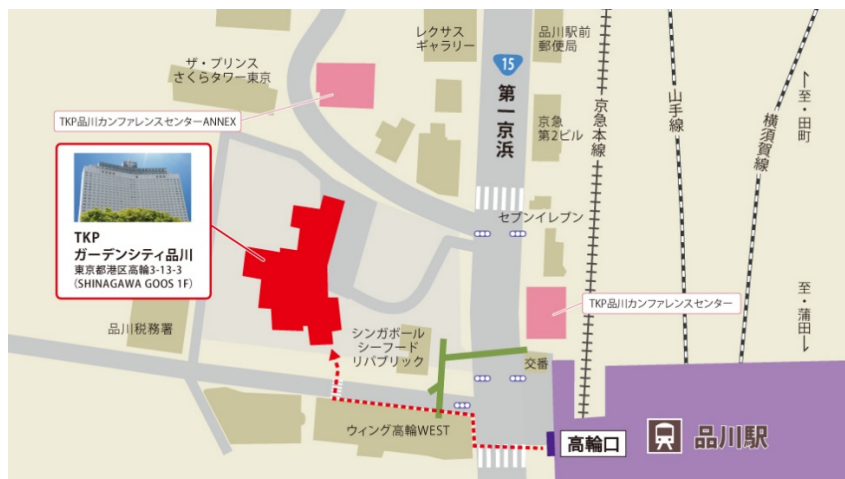 レクサス
ギャラリー
品川駅前
郵便局
ザ・プリンス
さくらタワー東京
15
第一京浜
京急本線
山手線
横須賀線
至・田町
TKP品川カンファレンスセンターANNEX
京急
第2ビル
TKP
ガーデンシティ品川
東京都港区高輪3-13-3
（SHINAGAWA GOOS 1F）
セブンイレブン
TKP品川カンファレンスセンター
至・蒲田
品川税務署
シンガポール
シーフード
リパブリック
交番
ウィング高輪WEST
高輪口
品川駅